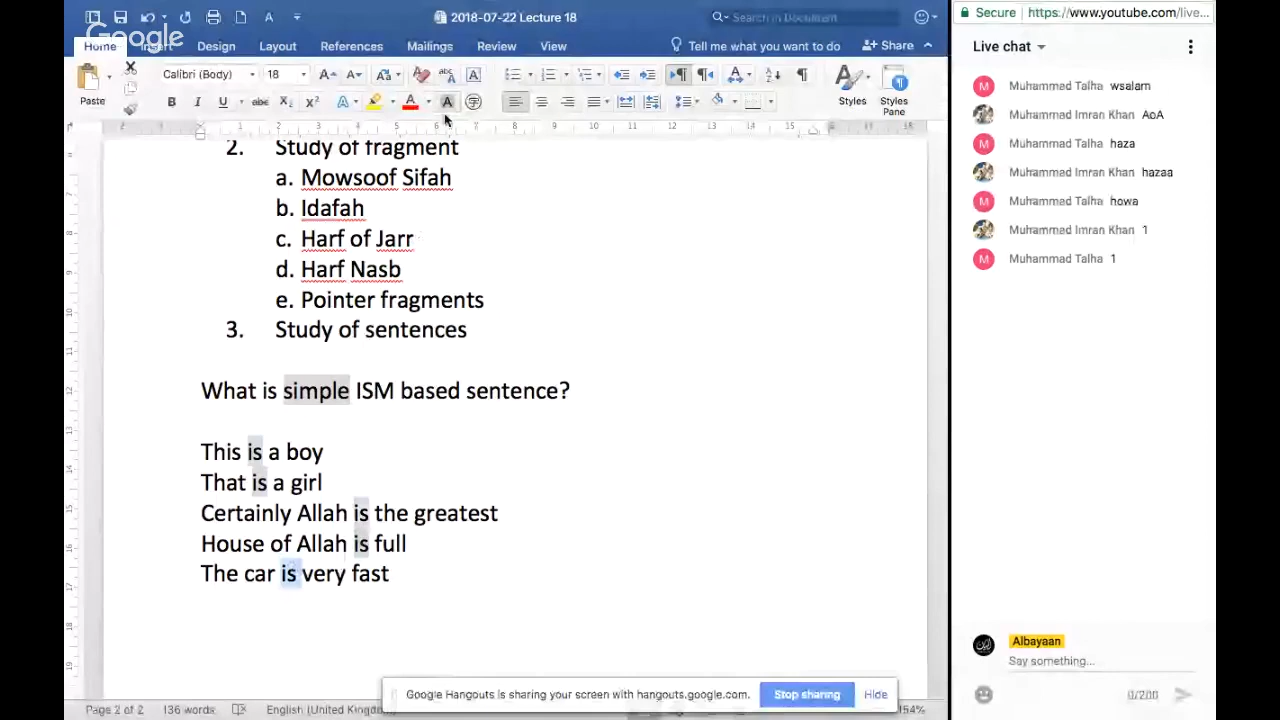 2018-07-22 Lecture 18
Search in Document
Google
Home Insert Design Layout References Mailings Review View
Tell me what you want to do
Share
Paste
Calibri (Body)
18
Styles
Styles Pane
2. Study of fragment
a. Mowsoof Sifah
b. Idafah
c. Harf of Jarr
d. Harf Nasb
e. Pointer fragments
3. Study of sentences
What is simple ISM based sentence?
This is a boy
That is a girl
Certainly Allah is the greatest
House of Allah is full
The car is very fast
Google Hangouts is sharing your screen with hangouts.google.com.
Stop sharing
Hide
Page 2 of 2
136 words
English (United Kingdom)
154%
Secure
https://www.youtube.com/live...
Live chat
Muhammad Talha wsalam
Muhammad Imran Khan AoA
Muhammad Talha haza
Muhammad Imran Khan hazaa
Muhammad Talha howa
Muhammad Imran Khan 1
Muhammad Talha 1
Albayaan
Say something...
0/200